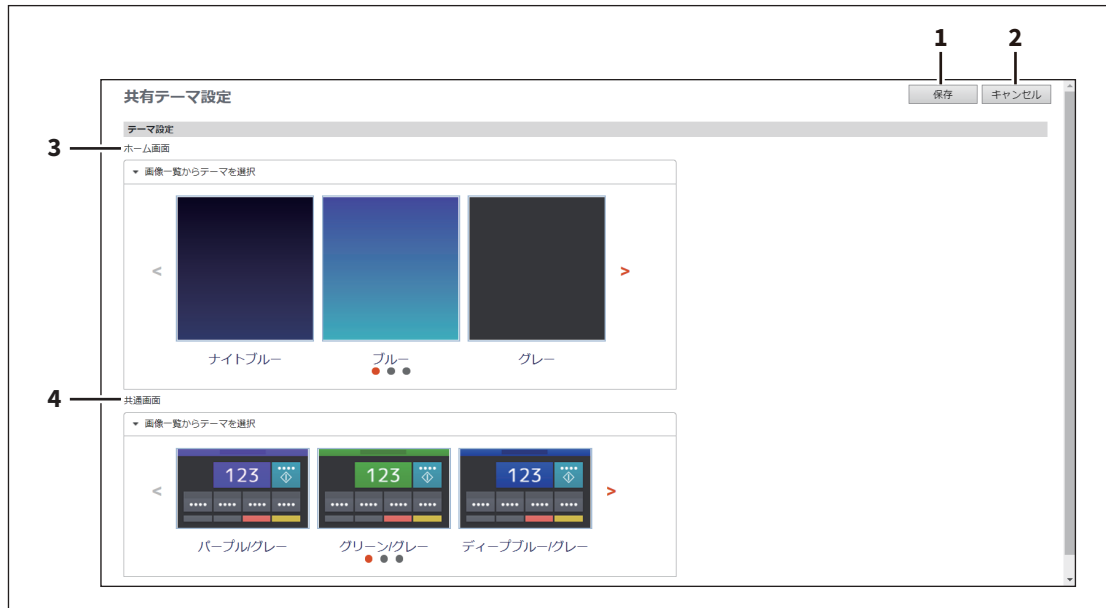 1 2
共有テーマ設定 保存 キャンセル
テーマ設定
3 ホーム画面
画像一覧からテーマを選択
< >
ナイトブルー ブルー グレー
4 共通画面
画像一覧からテーマを選択
123 123 123
< >
パープル/グレー グリーン/グレー ディープブルー/グレー